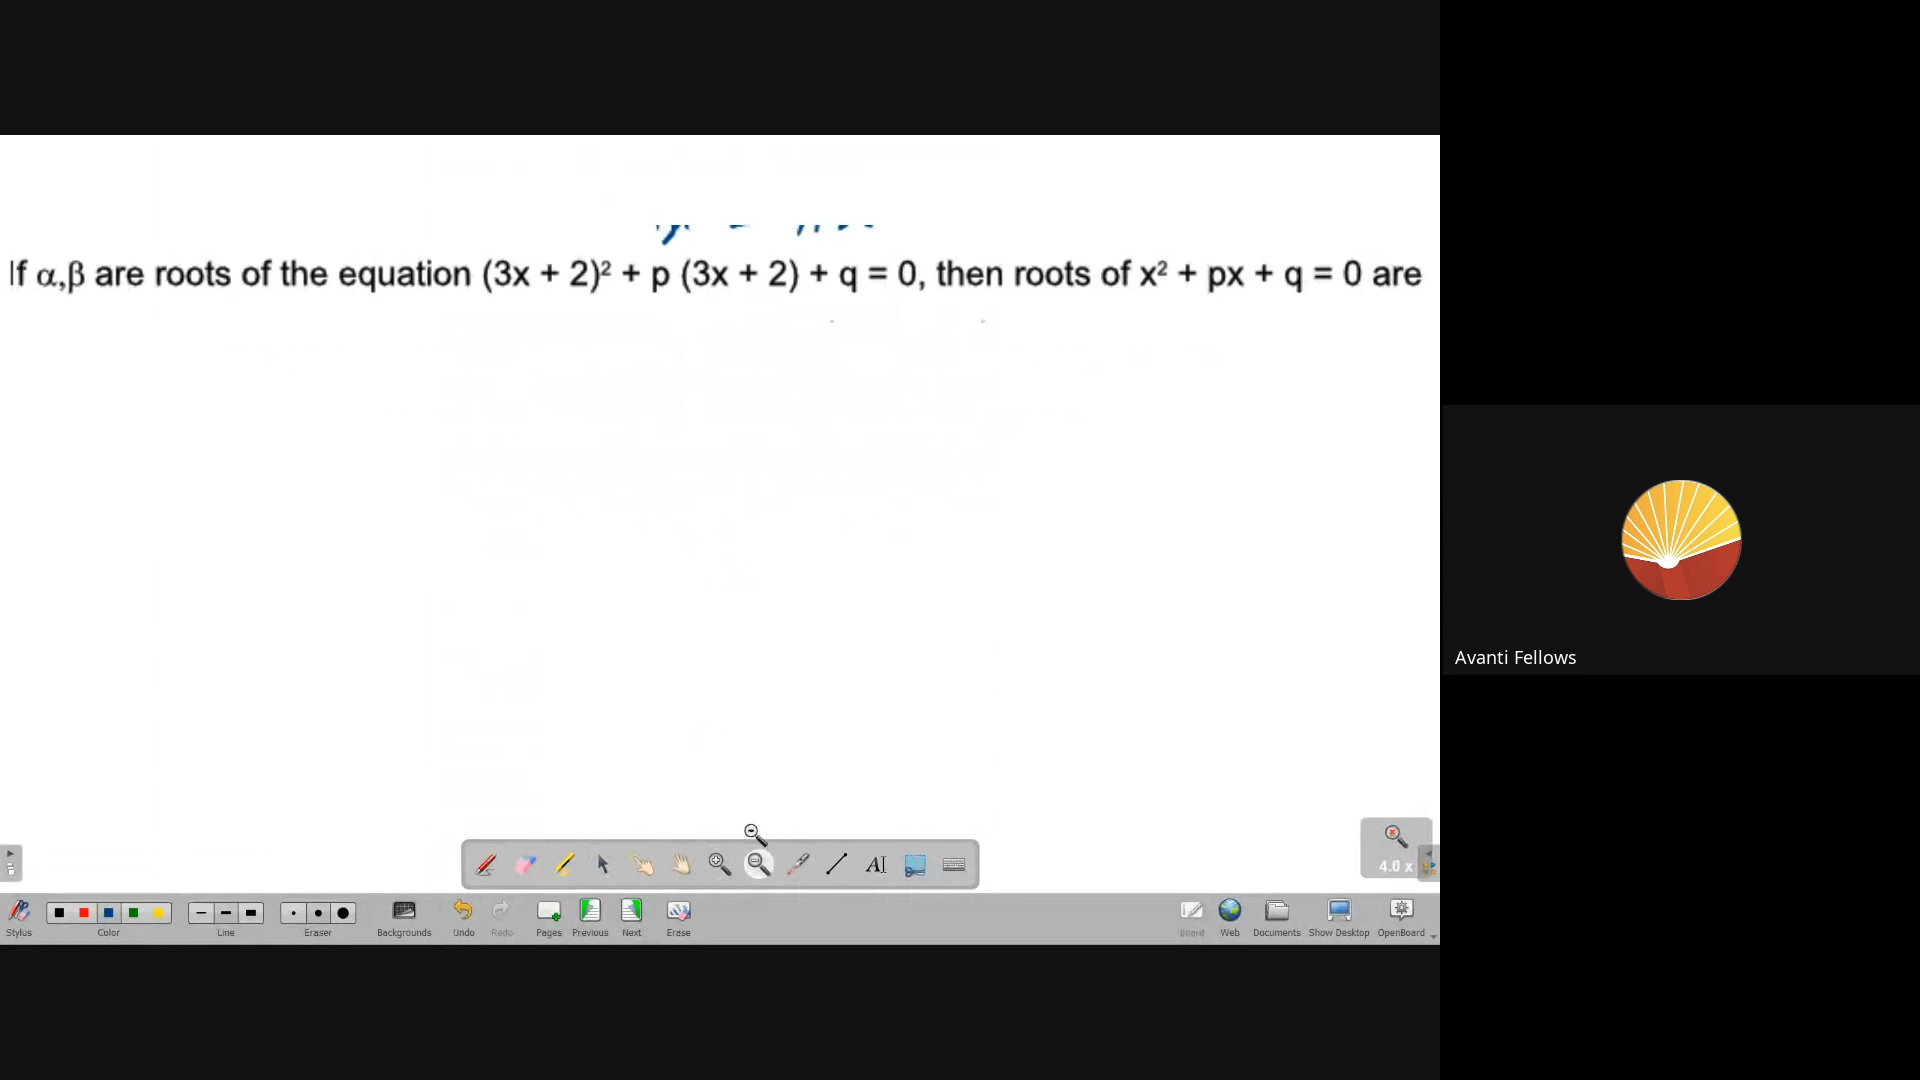 If α,β are roots of the equation (3x + 2)² + p (3x + 2) + q = 0, then roots of x² + px + q = 0 are
Avanti Fellows
4.0 x
Stylus Color Line Eraser Backgrounds Undo Redo Pages Previous Next Erase Board Web Documents Show Desktop OpenBoard